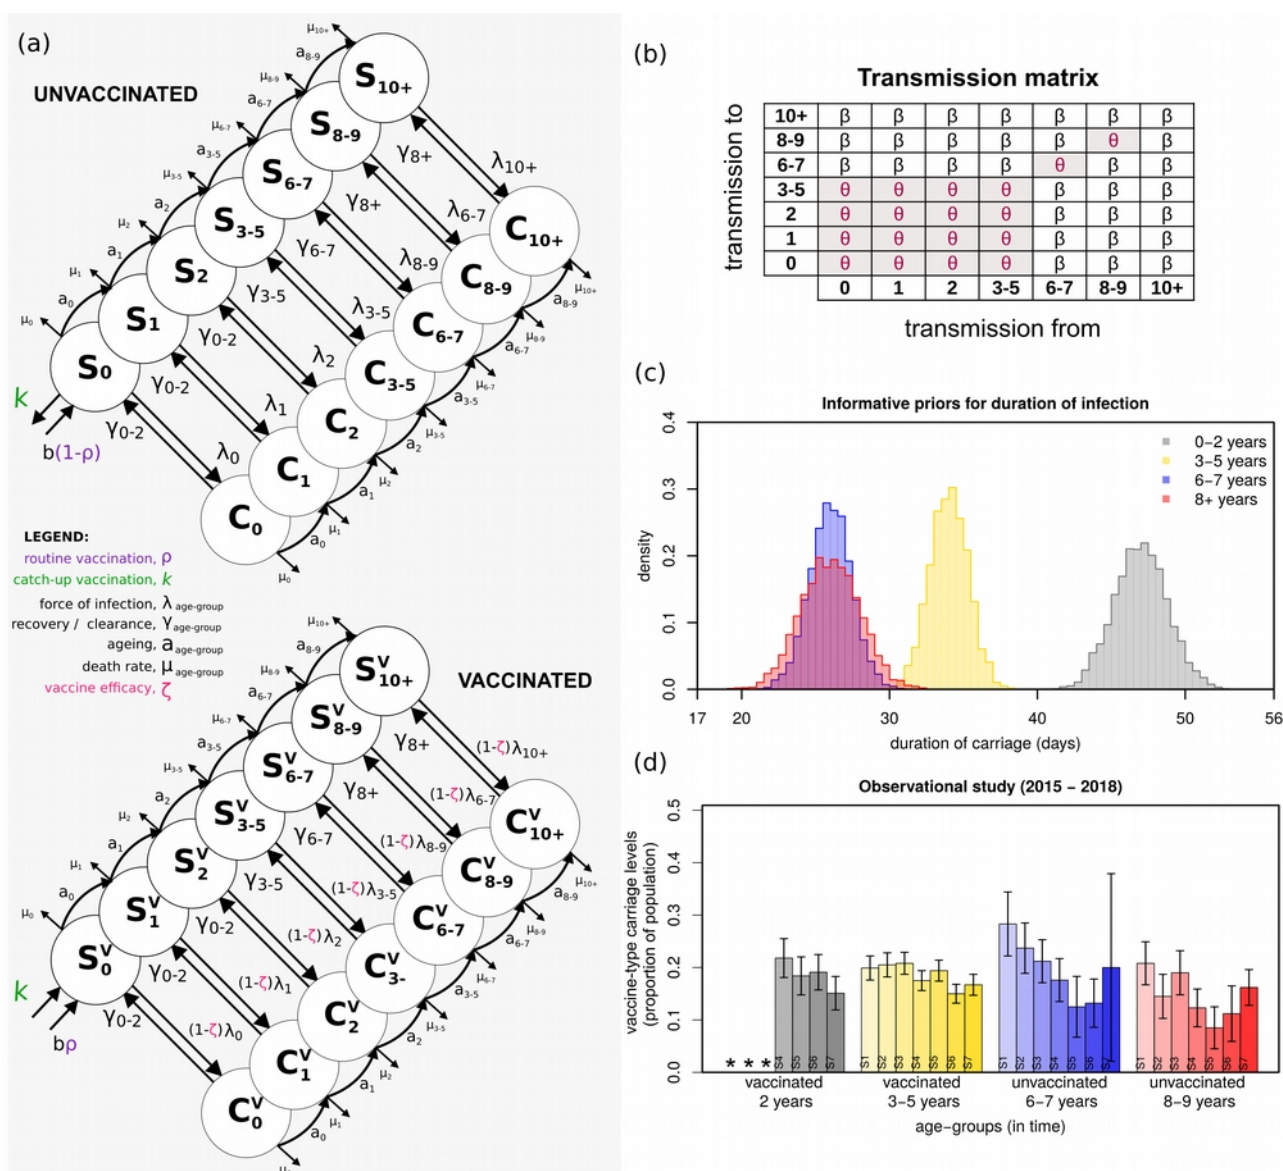 (a)
UNVACCINATED
μ10+
a8-9
S10+
μ8-9
a6-7
S8-9
γ8+
λ10+
μ6-7
a3-5
S6-7
γ8+
λ6-7
C10+
μ3-5
a2
S3-5
γ6-7
λ8-9
C8-9
μ10+
a8-9
μ2
a1
S2
γ3-5
λ3-5
C6-7
μ8-9
a6-7
μ1
a0
S1
γ0-2
λ2
C3-5
μ6-7
a3-5
μ0
S0
γ0-2
λ1
C2
μ3-5
a2
k
b(1-ρ)
γ0-2
λ0
C1
μ2
a1
C0
μ1
a0
μ0
LEGEND:
routine vaccination, ρ
catch-up vaccination, k
force of infection, λ age-group
recovery / clearance, γ age-group
ageing, a age-group
death rate, μ age-group
vaccine efficacy, ζ
VACCINATED
μ10+
a8-9
SV10+
μ8-9
a6-7
SV8-9
γ8+
(1-ζ)λ10+
μ6-7
a3-5
SV6-7
γ8+
(1-ζ)λ6-7
CV10+
μ3-5
a2
SV3-5
γ6-7
(1-ζ)λ8-9
CV8-9
μ10+
a8-9
μ2
a1
SV2
γ3-5
(1-ζ)λ3-5
CV6-7
μ8-9
a6-7
μ1
a0
SV1
γ0-2
(1-ζ)λ2
CV3-
μ6-7
a3-5
μ0
SV0
γ0-2
(1-ζ)λ1
CV2
μ3-5
a2
k
bρ
γ0-2
(1-ζ)λ0
CV1
μ2
a1
CV0
μ1
a0
(b)
Transmission matrix
transmission to
10+ β β β β β β β
8-9 β β β β β θ β
6-7 β β β β θ β β
3-5 θ θ θ θ β β β
2 θ θ θ θ β β β
1 θ θ θ θ β β β
0 θ θ θ θ β β β
0 1 2 3-5 6-7 8-9 10+
transmission from
(c)
Informative priors for duration of infection
density
0.4
0.3
0.2
0.1
0.0
0−2 years
3−5 years
6−7 years
8+ years
17 20 30 40 50 56
duration of carriage (days)
(d)
Observational study (2015 − 2018)
vaccine−type carriage levels
(proportion of population)
0.5
0.4
0.3
0.2
0.1
0.0
* * * S4 S5 S6 S7
S1 S2 S3 S4 S5 S6 S7
S1 S2 S3 S4 S5 S6 S7
S1 S2 S3 S4 S5 S6 S7
vaccinated
2 years
vaccinated
3−5 years
unvaccinated
6−7 years
unvaccinated
8−9 years
age−groups (in time)